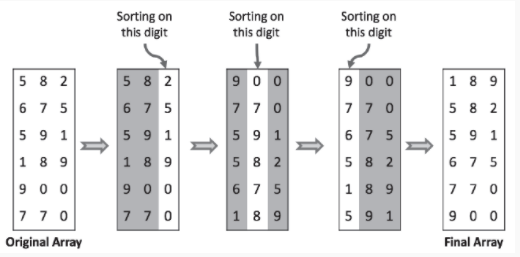 Sorting on this digit
Sorting on this digit
Sorting on this digit
5 8 2 5 8 2 9 0 0 9 0 0 1 8 9
6 7 5 6 7 5 7 7 0 7 7 0 5 8 2
5 9 1 5 9 1 5 9 1 6 7 5 5 9 1
1 8 9 1 8 9 5 8 2 5 8 2 6 7 5
9 0 0 9 0 0 6 7 5 1 8 9 7 7 0
7 7 0 7 7 0 1 8 9 5 9 1 9 0 0
Original Array
Final Array